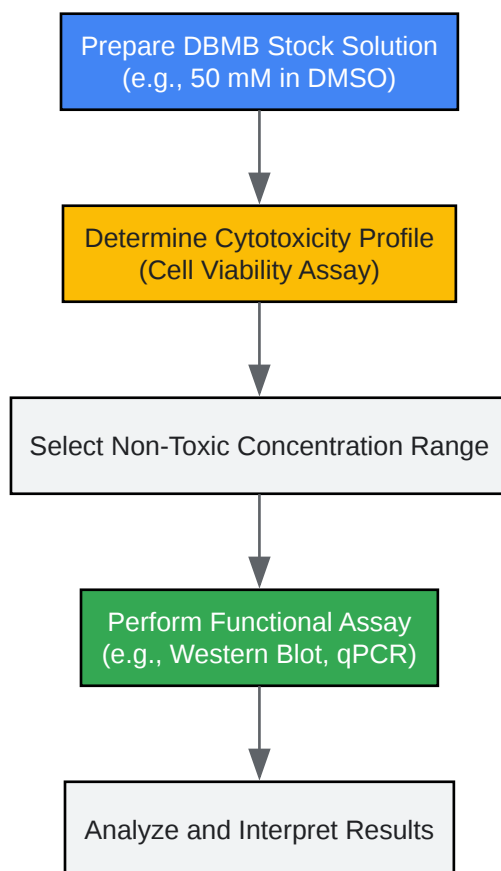 Prepare DBMB Stock Solution
(e.g., 50 mM in DMSO)
Determine Cytotoxicity Profile
(Cell Viability Assay)
Select Non-Toxic Concentration Range
Perform Functional Assay
(e.g., Western Blot, qPCR)
Analyze and Interpret Results